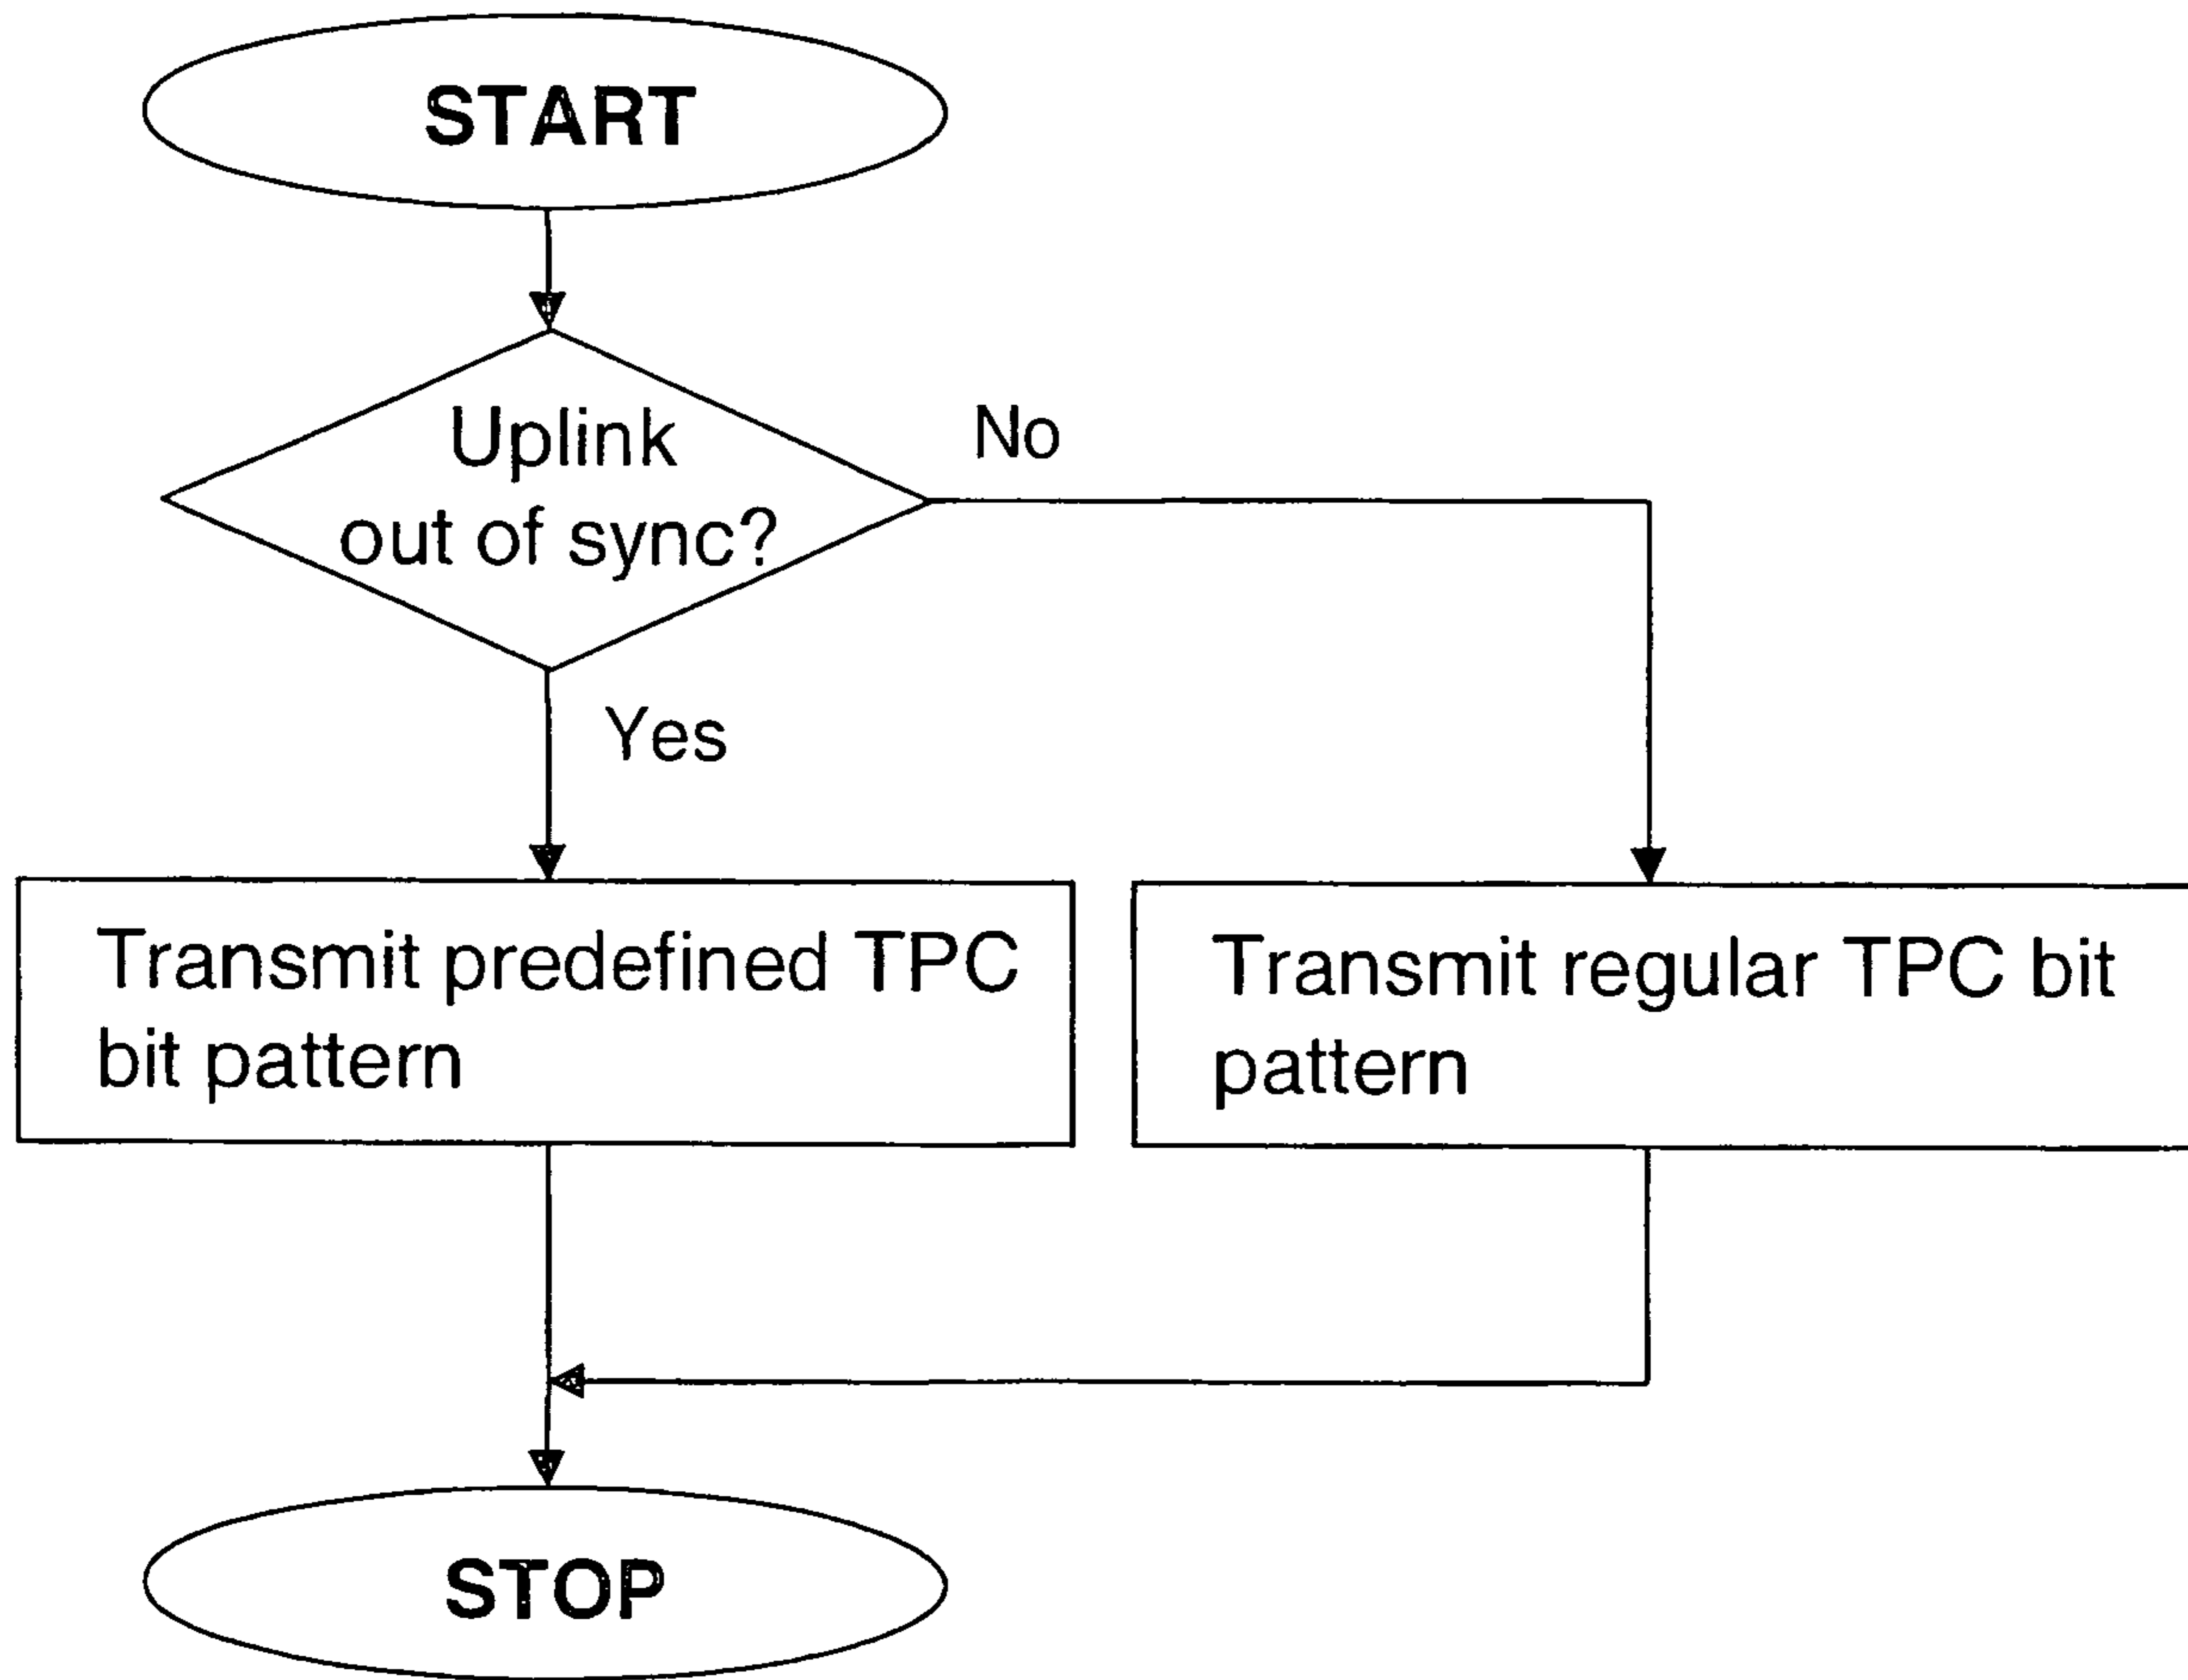 START
Uplink
out of sync?
No
Yes
Transmit predefined TPC
bit pattern
Transmit regular TPC bit
pattern
STOP